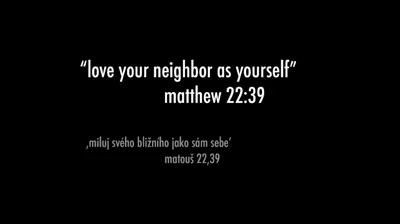 “love your neighbor as yourself”
matthew 22:39
‚miluj svého bližního jako sám sebe‘
matouš 22,39